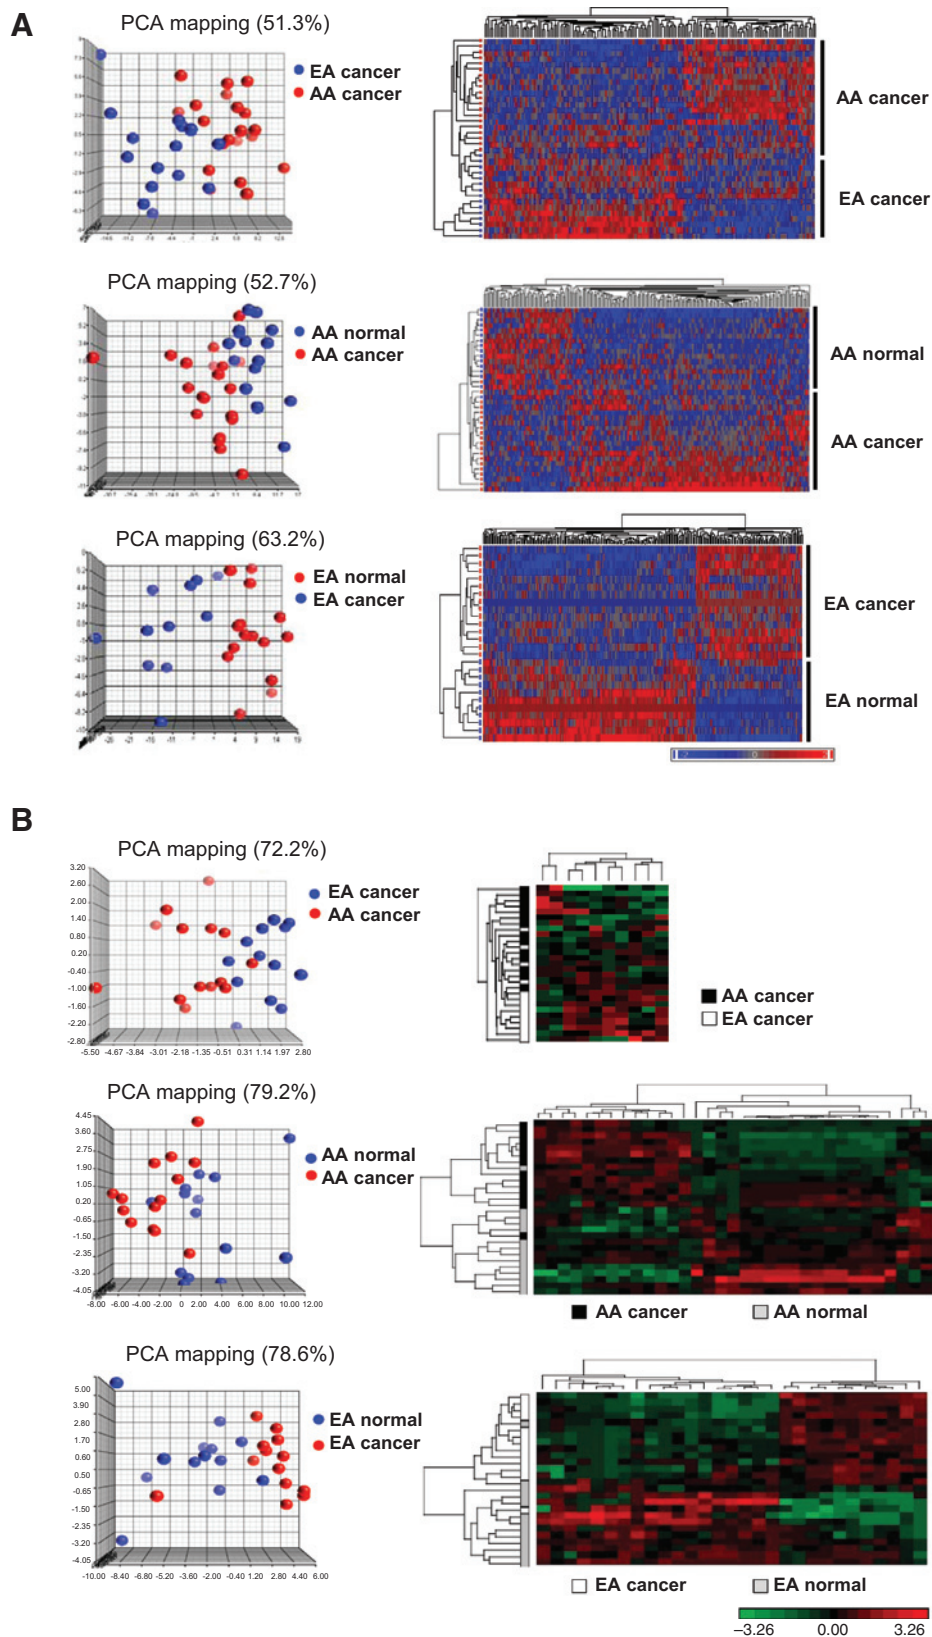 A
PCA mapping (51.3%)
EA cancer
AA cancer
AA cancer
EA cancer
PCA mapping (52.7%)
AA normal
AA cancer
AA normal
AA cancer
PCA mapping (63.2%)
EA normal
EA cancer
EA cancer
EA normal
B
PCA mapping (72.2%)
3.20
2.60
2.00
1.40
0.80
0.20
-0.40
-1.00
-1.60
-2.20
-2.80
-5.50 -4.67 -3.84 -3.01 -2.18 -1.35 -0.51 0.31 1.14 1.97 2.80
EA cancer
AA cancer
AA cancer
EA cancer
PCA mapping (79.2%)
4.45
3.60
2.75
1.90
1.05
0.20
-0.65
-1.50
-2.35
-3.20
-4.05
-8.00 -6.00 -4.00 -2.00 0 2.00 4.00 6.00 8.00 10.00 12.00
AA normal
AA cancer
AA cancer
AA normal
PCA mapping (78.6%)
5.00
3.90
2.80
1.70
0.60
0.50
-0.65
-1.50
-2.35
-3.20
-4.05
-10.00 -8.40 -6.80 -5.20 -3.60 -2.00 -0.40 1.20 2.80 4.40 6.00
EA normal
EA cancer
EA cancer
EA normal
−3.26 0.00 3.26